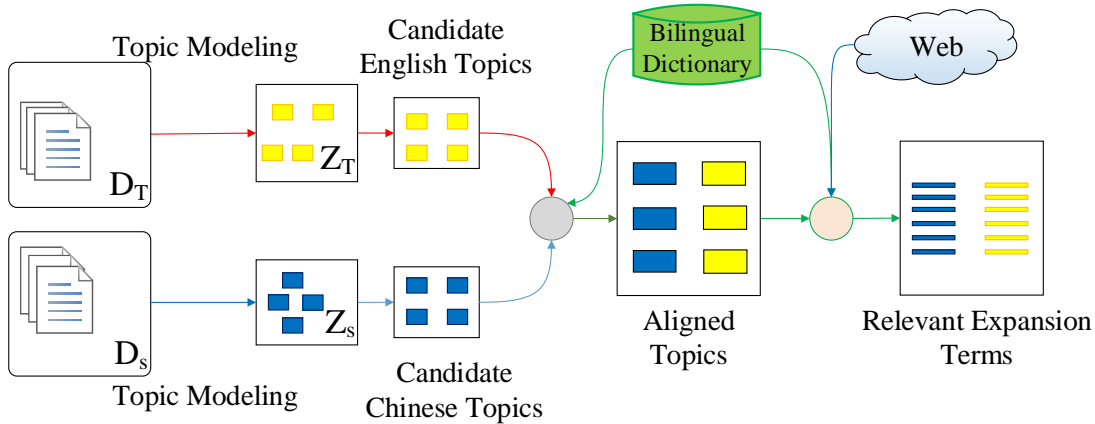 Topic Modeling
Candidate
English Topics
Bilingual
Dictionary
Web
D_T
Z_T
D_s
Z_s
Aligned
Topics
Relevant Expansion
Terms
Topic Modeling
Candidate
Chinese Topics